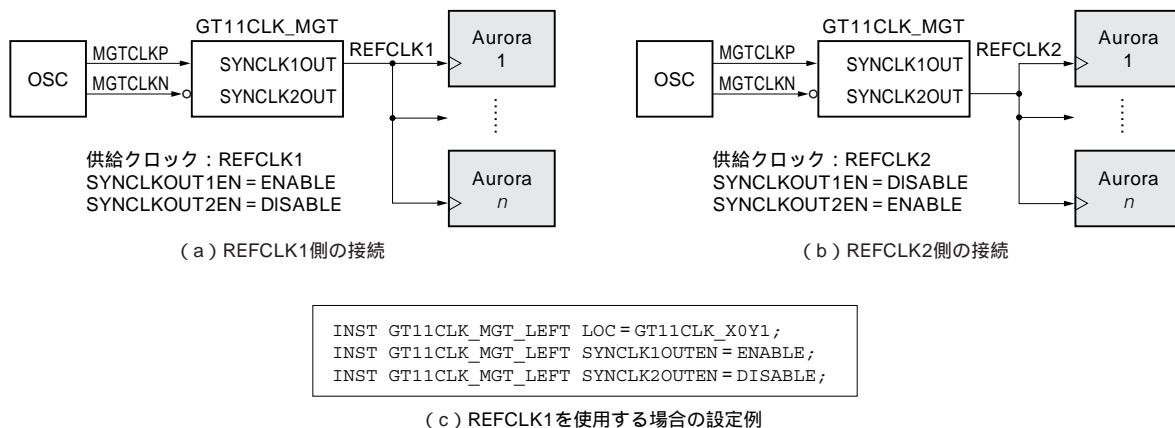 GT11CLK_MGT
MGTCLKP
MGTCLKN
OSC
SYNCLK1OUT
SYNCLK2OUT
REFCLK1
Aurora
1
Aurora
n
供給クロック：REFCLK1
SYNCLKOUT1EN = ENABLE
SYNCLKOUT2EN = DISABLE
（a）REFCLK1側の接続
GT11CLK_MGT
MGTCLKP
MGTCLKN
OSC
SYNCLK1OUT
SYNCLK2OUT
REFCLK2
Aurora
1
Aurora
n
供給クロック：REFCLK2
SYNCLKOUT1EN = DISABLE
SYNCLKOUT2EN = ENABLE
（b）REFCLK2側の接続
INST GT11CLK_MGT_LEFT LOC = GT11CLK_X0Y1;
INST GT11CLK_MGT_LEFT SYNCLK1OUTEN = ENABLE;
INST GT11CLK_MGT_LEFT SYNCLK2OUTEN = DISABLE;
（c）REFCLK1を使用する場合の設定例